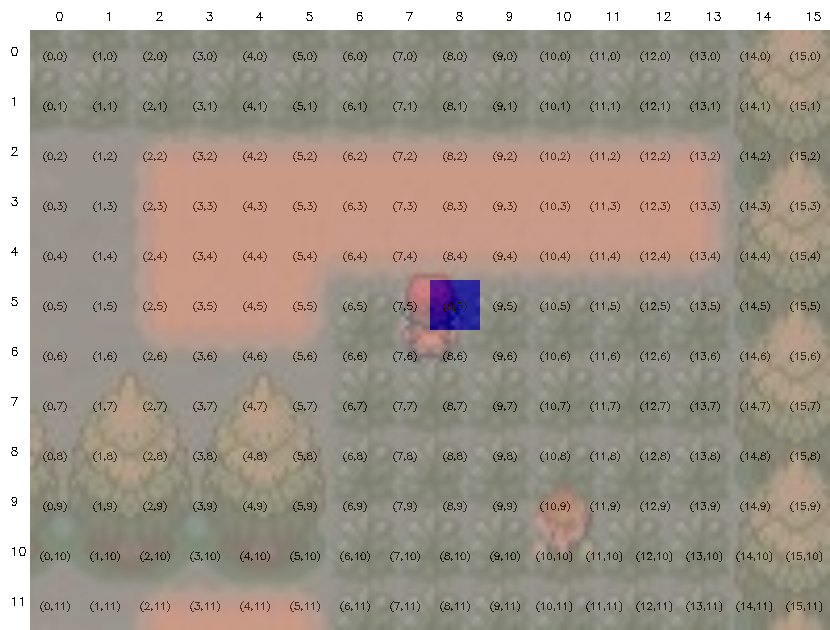 0 1 2 3 4 5 6 7 8 9 10 11 12 13 14 15
0 (0,0) (1,0) (2,0) (3,0) (4,0) (5,0) (6,0) (7,0) (8,0) (9,0) (10,0) (11,0) (12,0) (13,0) (14,0) (15,0)
1 (0,1) (1,1) (2,1) (3,1) (4,1) (5,1) (6,1) (7,1) (8,1) (9,1) (10,1) (11,1) (12,1) (13,1) (14,1) (15,1)
2 (0,2) (1,2) (2,2) (3,2) (4,2) (5,2) (6,2) (7,2) (8,2) (9,2) (10,2) (11,2) (12,2) (13,2) (14,2) (15,2)
3 (0,3) (1,3) (2,3) (3,3) (4,3) (5,3) (6,3) (7,3) (8,3) (9,3) (10,3) (11,3) (12,3) (13,3) (14,3) (15,3)
4 (0,4) (1,4) (2,4) (3,4) (4,4) (5,4) (6,4) (7,4) (8,4) (9,4) (10,4) (11,4) (12,4) (13,4) (14,4) (15,4)
5 (0,5) (1,5) (2,5) (3,5) (4,5) (5,5) (6,5) (7,5) (8,5) (9,5) (10,5) (11,5) (12,5) (13,5) (14,5) (15,5)
6 (0,6) (1,6) (2,6) (3,6) (4,6) (5,6) (6,6) (7,6) (8,6) (9,6) (10,6) (11,6) (12,6) (13,6) (14,6) (15,6)
7 (0,7) (1,7) (2,7) (3,7) (4,7) (5,7) (6,7) (7,7) (8,7) (9,7) (10,7) (11,7) (12,7) (13,7) (14,7) (15,7)
8 (0,8) (1,8) (2,8) (3,8) (4,8) (5,8) (6,8) (7,8) (8,8) (9,8) (10,8) (11,8) (12,8) (13,8) (14,8) (15,8)
9 (0,9) (1,9) (2,9) (3,9) (4,9) (5,9) (6,9) (7,9) (8,9) (9,9) (10,9) (11,9) (12,9) (13,9) (14,9) (15,9)
10 (0,10) (1,10) (2,10) (3,10) (4,10) (5,10) (6,10) (7,10) (8,10) (9,10) (10,10) (11,10) (12,10) (13,10) (14,10) (15,10)
11 (0,11) (1,11) (2,11) (3,11) (4,11) (5,11) (6,11) (7,11) (8,11) (9,11) (10,11) (11,11) (12,11) (13,11) (14,11) (15,11)